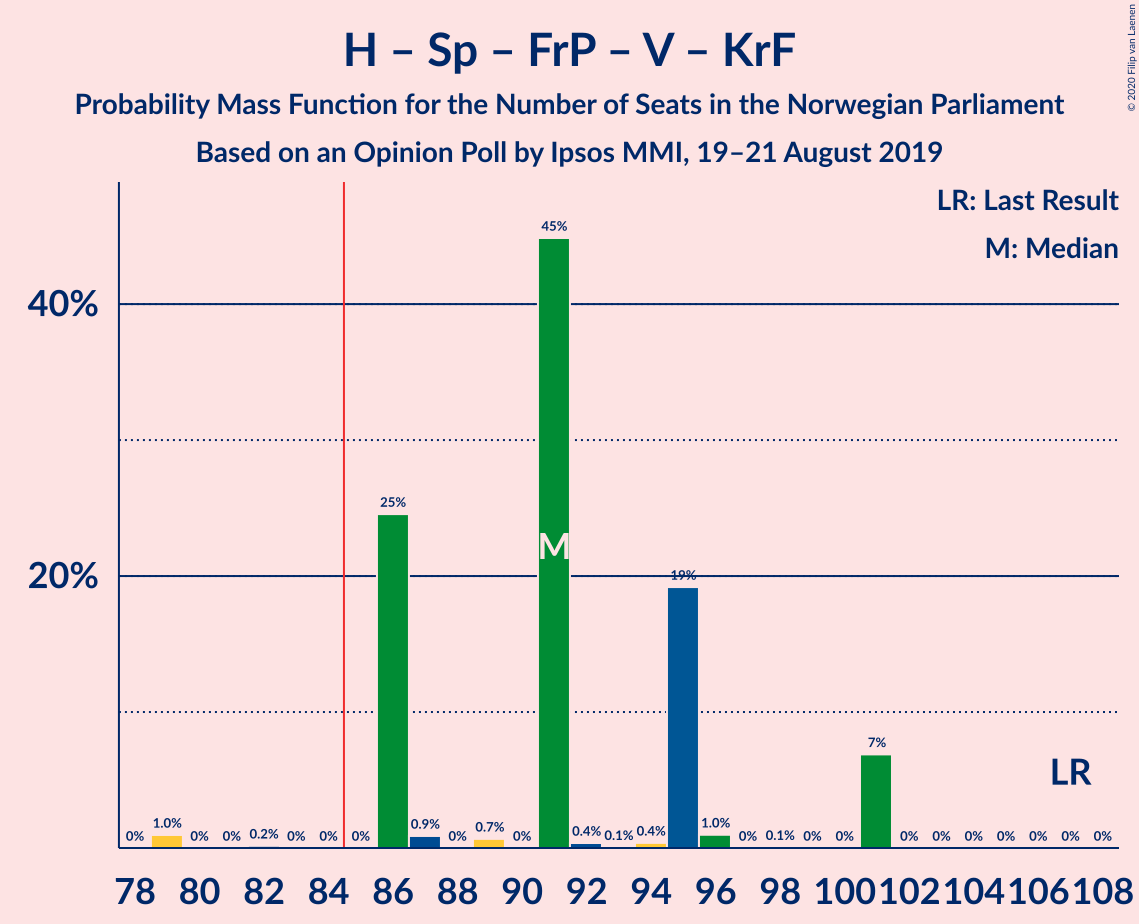 H – Sp – FrP – V – KrF
Probability Mass Function for the Number of Seats in the Norwegian Parliament
Based on an Opinion Poll by Ipsos MMI, 19–21 August 2019
© 2020 Filip van Laenen
LR: Last Result
M: Median
40%
20%
0% 1.0% 0% 0% 0.2% 0% 0% 0% 25% 0.9% 0% 0.7% 0% 45% 0.4% 0.1% 0.4% 19% 1.0% 0% 0.1% 0% 0% 7% 0% 0% 0% 0% 0% 0% 0%
M
LR
78 80 82 84 86 88 90 92 94 96 98 100 102 104 106 108